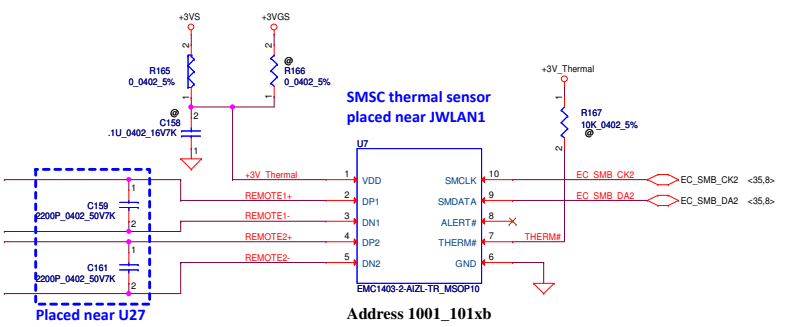 +3VS
+3VGS
2
2
R165
0_0402_5%
1
@
R166
0_0402_5%
1
@
C158
.1U_0402_16V7K
2
1
SMSC thermal sensor
placed near JWLAN1
+3V_Thermal
1
R167
@
10K_0402_5%
2
U7
+3V_Thermal
1
VDD
SMCLK
10
EC_SMB_CK2
EC_SMB_CK2 <35,8>
REMOTE1+
2
DP1
SMDATA
9
EC_SMB_DA2
EC_SMB_DA2 <35,8>
REMOTE1-
3
DN1
ALERT#
8
REMOTE2+
4
DP2
THERM#
7
THERM#
REMOTE2-
5
DN2
GND
6
EMC1403-2-AIZL-TR_MSOP10
1
C159
2200P_0402_50V7K
2
1
C161
2200P_0402_50V7K
2
Placed near U27
Address 1001_101xb